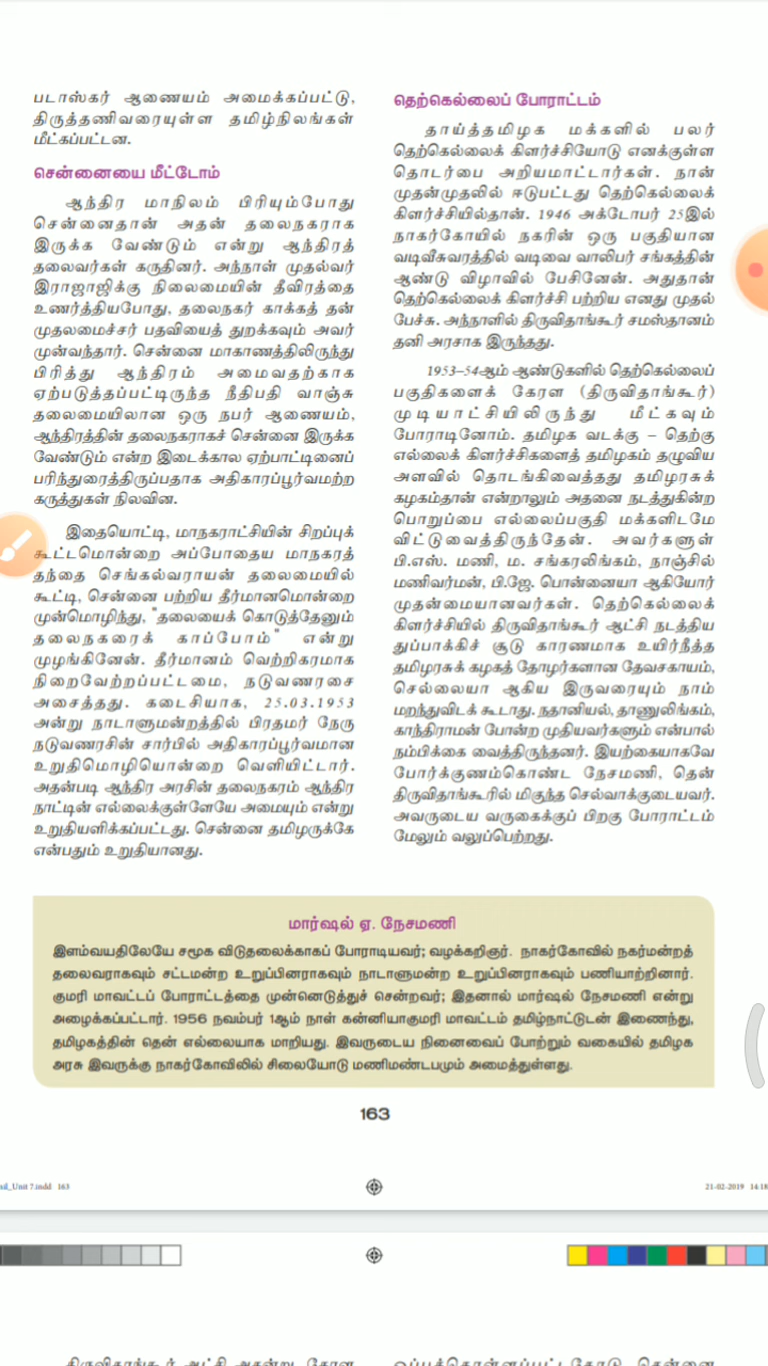 படாஸ்கர் ஆணையம் அமைக்கப்பட்டு,
திருத்தணிவரையுள்ள தமிழ்நிலங்கள்
மீட்கப்பட்டன.
சென்னையை மீட்டோம்
ஆந்திர மாநிலம் பிரியும்போது
சென்னைதான் அதன் தலைநகராக
இருக்க வேண்டும் என்று ஆந்திரத்
தலைவர்கள் கருதினர். அந்நாள் முதல்வர்
இராஜாஜிக்கு நிலைமையின் தீவிரத்தை
உணர்த்தியபோது, தலைநகர் காக்கத் தன்
முதலமைச்சர் பதவியைத் துறக்கவும் அவர்
முன்வந்தார். சென்னை மாகாணத்திலிருந்து
பிரித்து ஆந்திரம் அமைவதற்காக
ஏற்படுத்தப்பட்டிருந்த நீதிபதி வாஞ்சு
தலைமையிலான ஒரு நபர் ஆணையம்,
ஆந்திரத்தின் தலைநகராகச் சென்னை இருக்க
வேண்டும் என்ற இடைக்கால ஏற்பாட்டினைப்
பரிந்துரைத்திருப்பதாக அதிகாரப்பூர்வமற்ற
கருத்துகள் நிலவின.
இதையொட்டி, மாநகராட்சியின் சிறப்புக்
கூட்டமொன்றை அப்போதைய மாநகரத்
தந்தை செங்கல்வராயன் தலைமையில்
கூட்டி, சென்னை பற்றிய தீர்மானமொன்றை
முன்மொழிந்து, "தலையைக் கொடுத்தேனும்
தலைநகரைக் காப்போம்" என்று
முழங்கினேன். தீர்மானம் வெற்றிகரமாக
நிறைவேற்றப்பட்டமை, நடுவணரசை
அசைத்தது. கடைசியாக, 25.03.1953
அன்று நாடாளுமன்றத்தில் பிரதமர் நேரு
நடுவணரசின் சார்பில் அதிகாரப்பூர்வமான
உறுதிமொழியொன்றை வெளியிட்டார்.
அதன்படி ஆந்திர அரசின் தலைநகரம் ஆந்திர
நாட்டின் எல்லைக்குள்ளேயே அமையும் என்று
உறுதியளிக்கப்பட்டது. சென்னை தமிழருக்கே
என்பதும் உறுதியானது.
தெற்கெல்லைப் போராட்டம்
தாய்த்தமிழக மக்களில் பலர்
தெற்கெல்லைக் கிளர்ச்சியோடு எனக்குள்ள
தொடர்பை அறியமாட்டார்கள். நான்
முதன்முதலில் ஈடுபட்டது தெற்கெல்லைக்
கிளர்ச்சியில்தான். 1946 அக்டோபர் 25இல்
நாகர்கோயில் நகரின் ஒரு பகுதியான
வடிவீசுவரத்தில் வடிவை வாலிபர் சங்கத்தின்
ஆண்டு விழாவில் பேசினேன். அதுதான்
தெற்கெல்லைக் கிளர்ச்சி பற்றிய எனது முதல்
பேச்சு. அந்நாளில் திருவிதாங்கூர் சமஸ்தானம்
தனி அரசாக இருந்தது.
1953–54ஆம் ஆண்டுகளில் தெற்கெல்லைப்
பகுதிகளைக் கேரள (திருவிதாங்கூர்)
முடியாட்சியிலிருந்து மீட்கவும்
போராடினோம். தமிழக வடக்கு – தெற்கு
எல்லைக் கிளர்ச்சிகளைத் தமிழகம் தழுவிய
அளவில் தொடங்கிவைத்தது தமிழரசுக்
கழகம்தான் என்றாலும் அதனை நடத்துகின்ற
பொறுப்பை எல்லைப்பகுதி மக்களிடமே
விட்டுவைத்திருந்தேன். அவர்களுள்
பி.எஸ். மணி, ம. சங்கரலிங்கம், நாஞ்சில்
மணிவர்மன், பி.ஜே. பொன்னையா ஆகியோர்
முதன்மையானவர்கள். தெற்கெல்லைக்
கிளர்ச்சியில் திருவிதாங்கூர் ஆட்சி நடத்திய
துப்பாக்கிச் சூடு காரணமாக உயிர்நீத்த
தமிழரசுக் கழகத் தோழர்களான தேவசகாயம்,
செல்லையா ஆகிய இருவரையும் நாம்
மறந்துவிடக் கூடாது. நதானியல், தாணுலிங்கம்,
காந்திராமன் போன்ற முதியவர்களும் என்பால்
நம்பிக்கை வைத்திருந்தனர். இயற்கையாகவே
போர்க்குணம்கொண்ட நேசமணி, தென்
திருவிதாங்கூரில் மிகுந்த செல்வாக்குடையவர்.
அவருடைய வருகைக்குப் பிறகு போராட்டம்
மேலும் வலுப்பெற்றது.
மார்ஷல் ஏ. நேசமணி
இளம்வயதிலேயே சமூக விடுதலைக்காகப் போராடியவர்; வழக்கறிஞர். நாகர்கோவில் நகர்மன்றத்
தலைவராகவும் சட்டமன்ற உறுப்பினராகவும் நாடாளுமன்ற உறுப்பினராகவும் பணியாற்றினார்.
குமரி மாவட்டப் போராட்டத்தை முன்னெடுத்துச் சென்றவர்; இதனால் மார்ஷல் நேசமணி என்று
அழைக்கப்பட்டார். 1956 நவம்பர் 1ஆம் நாள் கன்னியாகுமரி மாவட்டம் தமிழ்நாட்டுடன் இணைந்து,
தமிழகத்தின் தென் எல்லையாக மாறியது. இவருடைய நினைவைப் போற்றும் வகையில் தமிழக
அரசு இவருக்கு நாகர்கோவிலில் சிலையோடு மணிமண்டபமும் அமைத்துள்ளது.
163
Unit 7.indd 163
21-02-2019 14:18